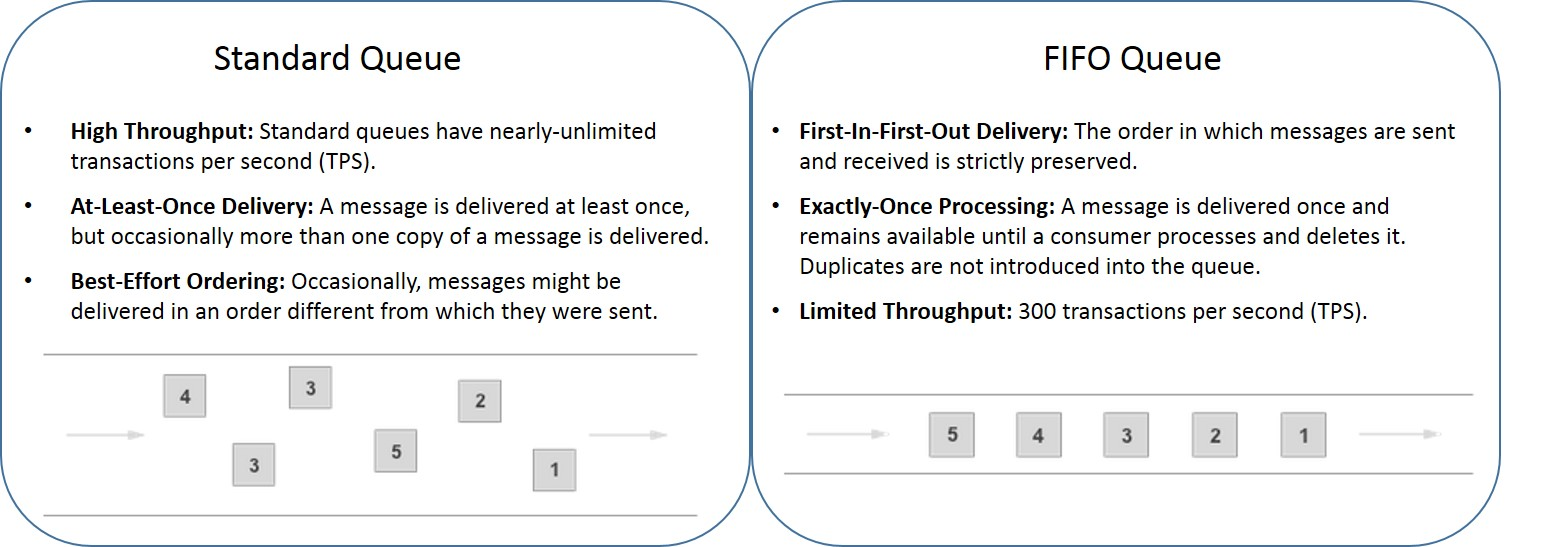 Standard Queue
• High Throughput: Standard queues have nearly-unlimited
transactions per second (TPS).
• At-Least-Once Delivery: A message is delivered at least once,
but occasionally more than one copy of a message is delivered.
• Best-Effort Ordering: Occasionally, messages might be
delivered in an order different from which they were sent.
4 3 2
3 5 1
FIFO Queue
• First-In-First-Out Delivery: The order in which messages are sent
and received is strictly preserved.
• Exactly-Once Processing: A message is delivered once and
remains available until a consumer processes and deletes it.
Duplicates are not introduced into the queue.
• Limited Throughput: 300 transactions per second (TPS).
5 4 3 2 1